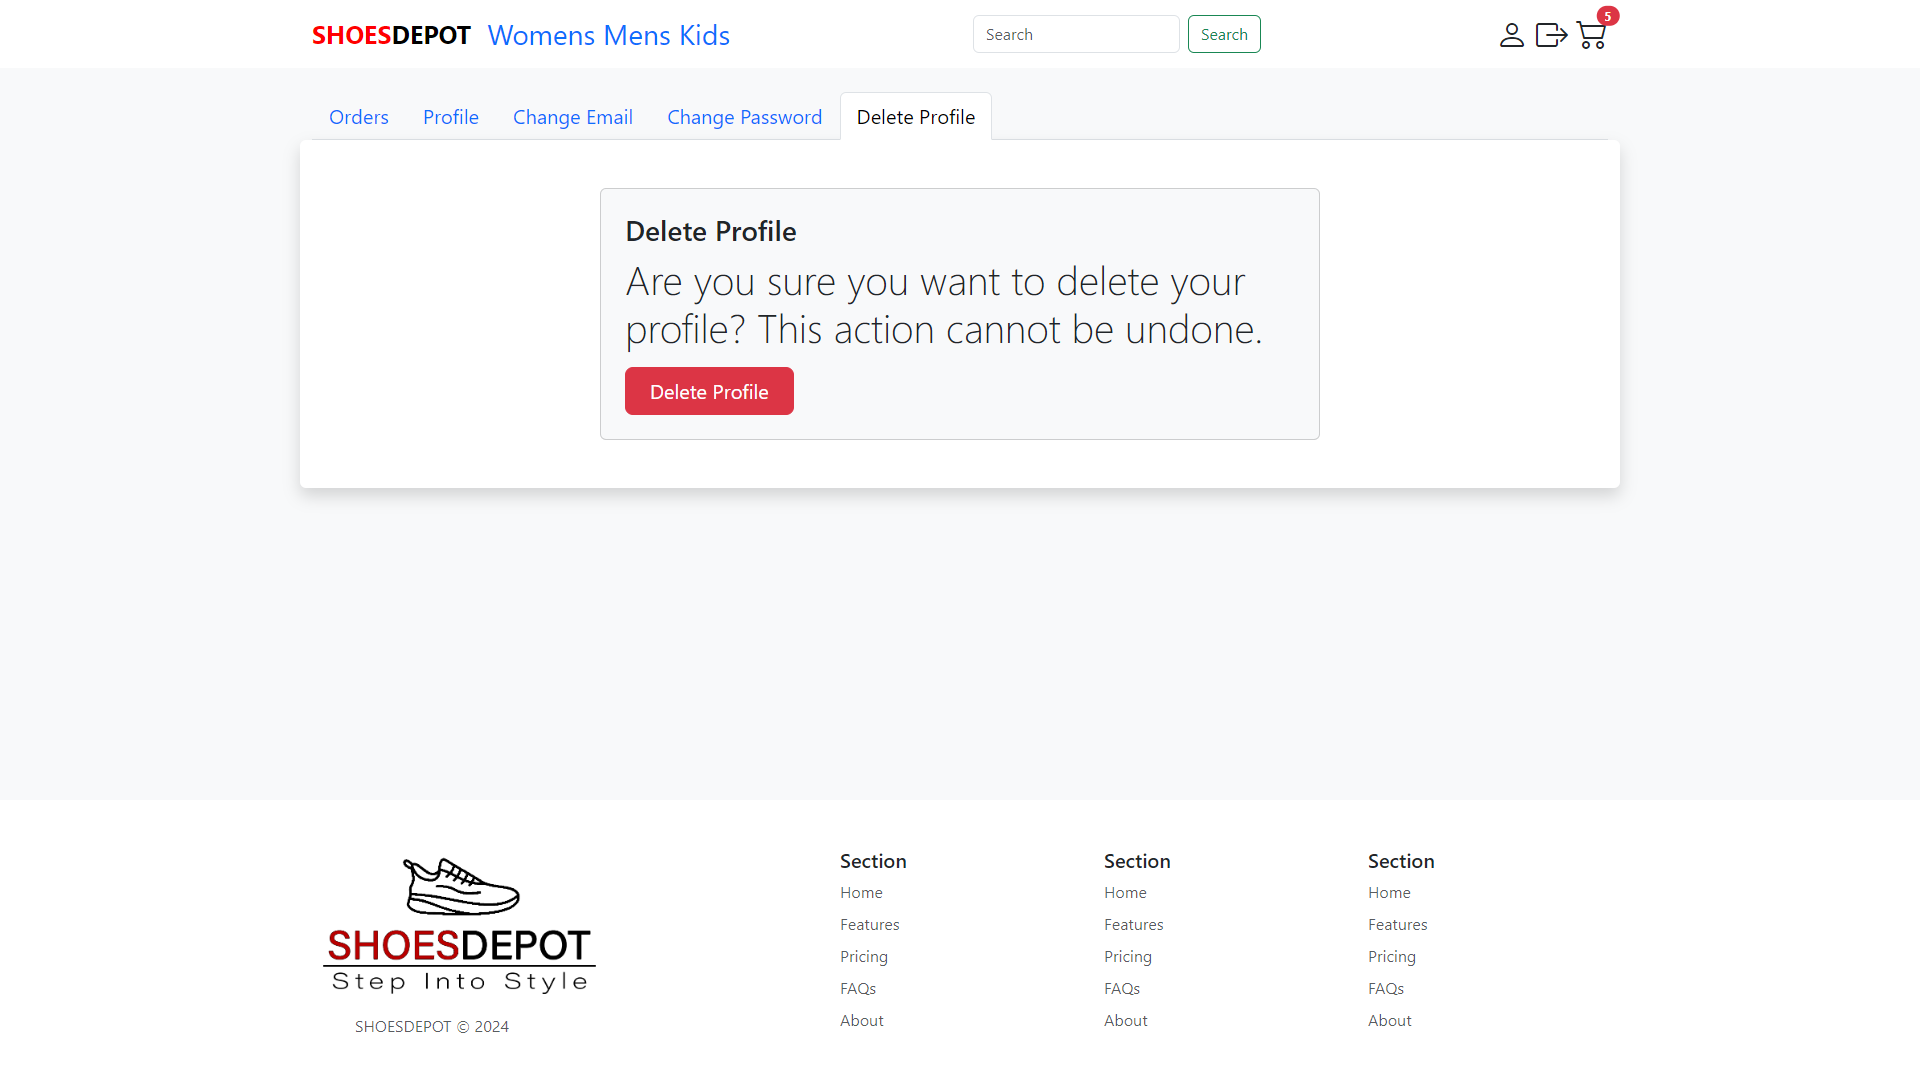 SHOESDEPOT Womens Mens Kids Search Search 5
Orders Profile Change Email Change Password Delete Profile
Delete Profile
Are you sure you want to delete your
profile? This action cannot be undone.
Delete Profile
SHOESDEPOT
Step Into Style
SHOESDEPOT © 2024
Section
Home
Features
Pricing
FAQs
About
Section
Home
Features
Pricing
FAQs
About
Section
Home
Features
Pricing
FAQs
About